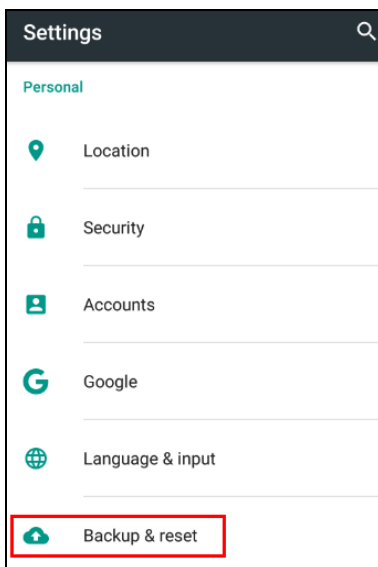 Settings
Personal
Location
Security
Accounts
Google
Language & input
Backup & reset